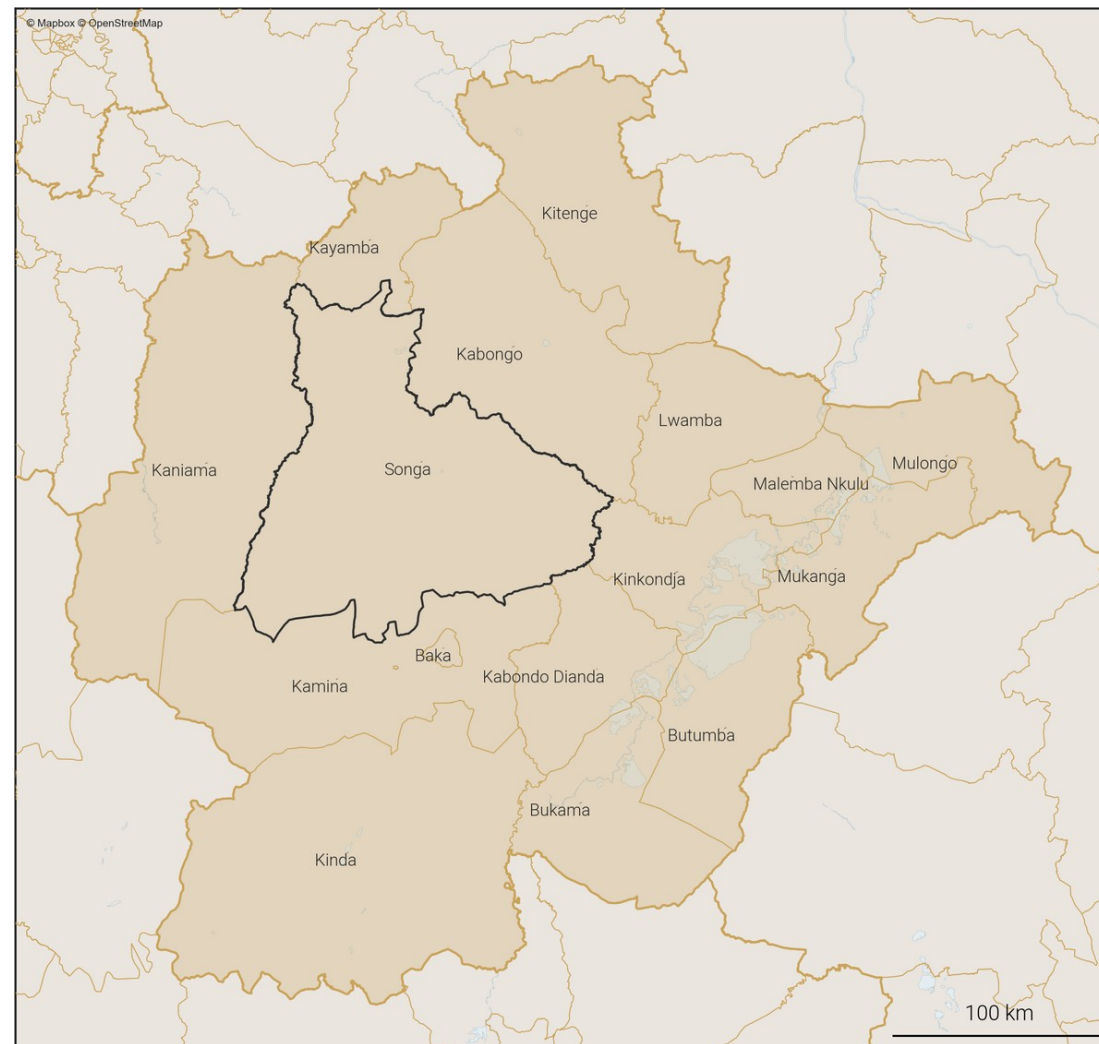 © Mapbox © OpenStreetMap
Kitenge
Kayamba
Kabongo
Lwamba
Kaniama
Songa
Mulongo
Malemba Nkulu
Kinkondja
Mukanga
Baka
Kamina
Kabondo Dianda
Butumba
Bukama
Kinda
100 km